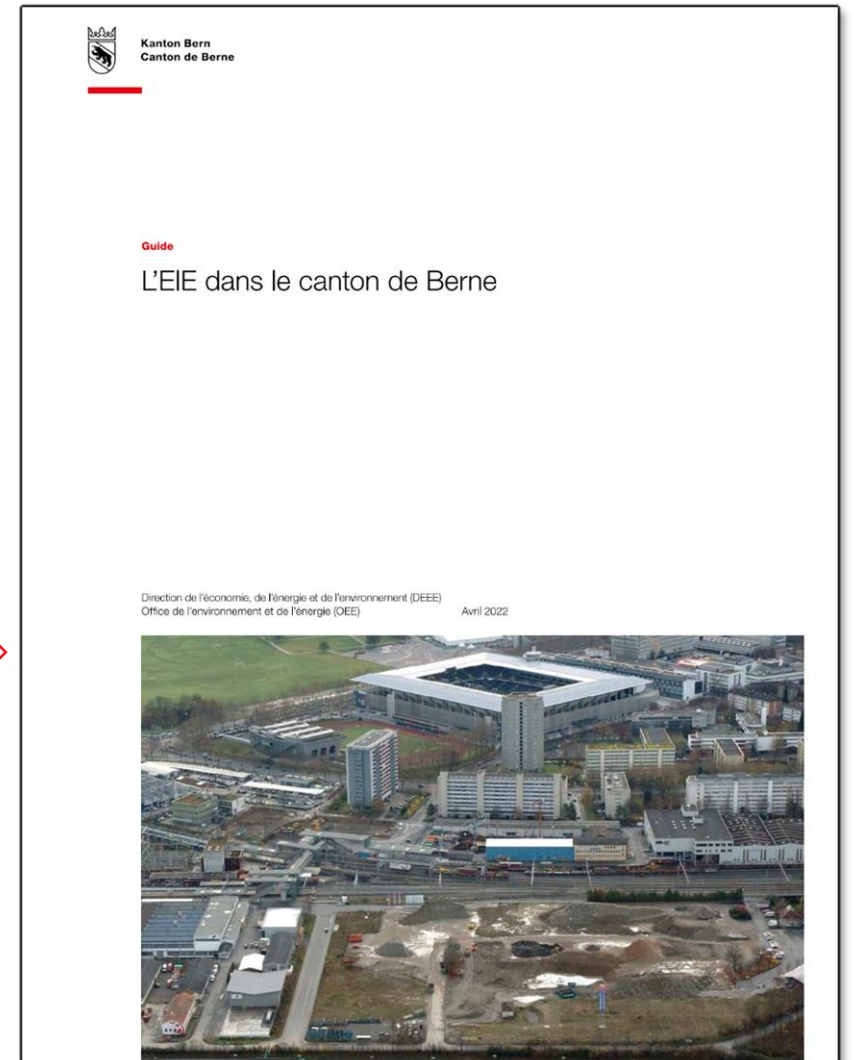 Kanton Bern
Canton de Berne
Guide
L'EIE dans le canton de Berne
Direction de l'économie, de l'énergie et de l'environnement (DEEE)
Office de l'environnement et de l'énergie (OEE) Avril 2022